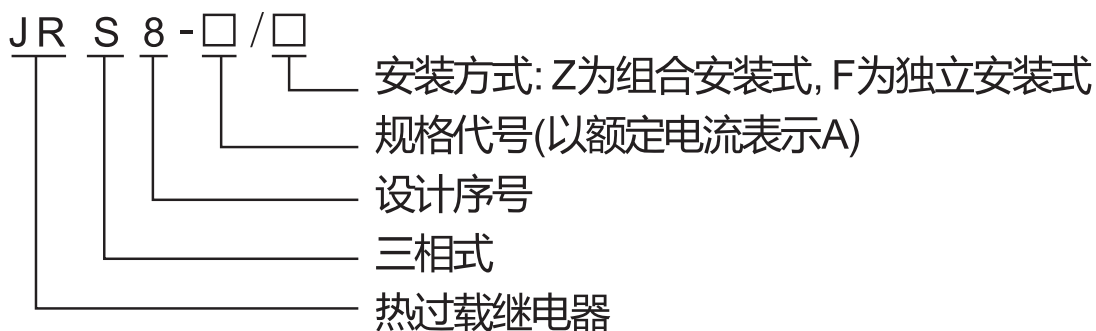 JR S 8 - □ / □
安装方式: Z为组合安装式, F为独立安装式
规格代号(以额定电流表示A)
设计序号
三相式
热过载继电器